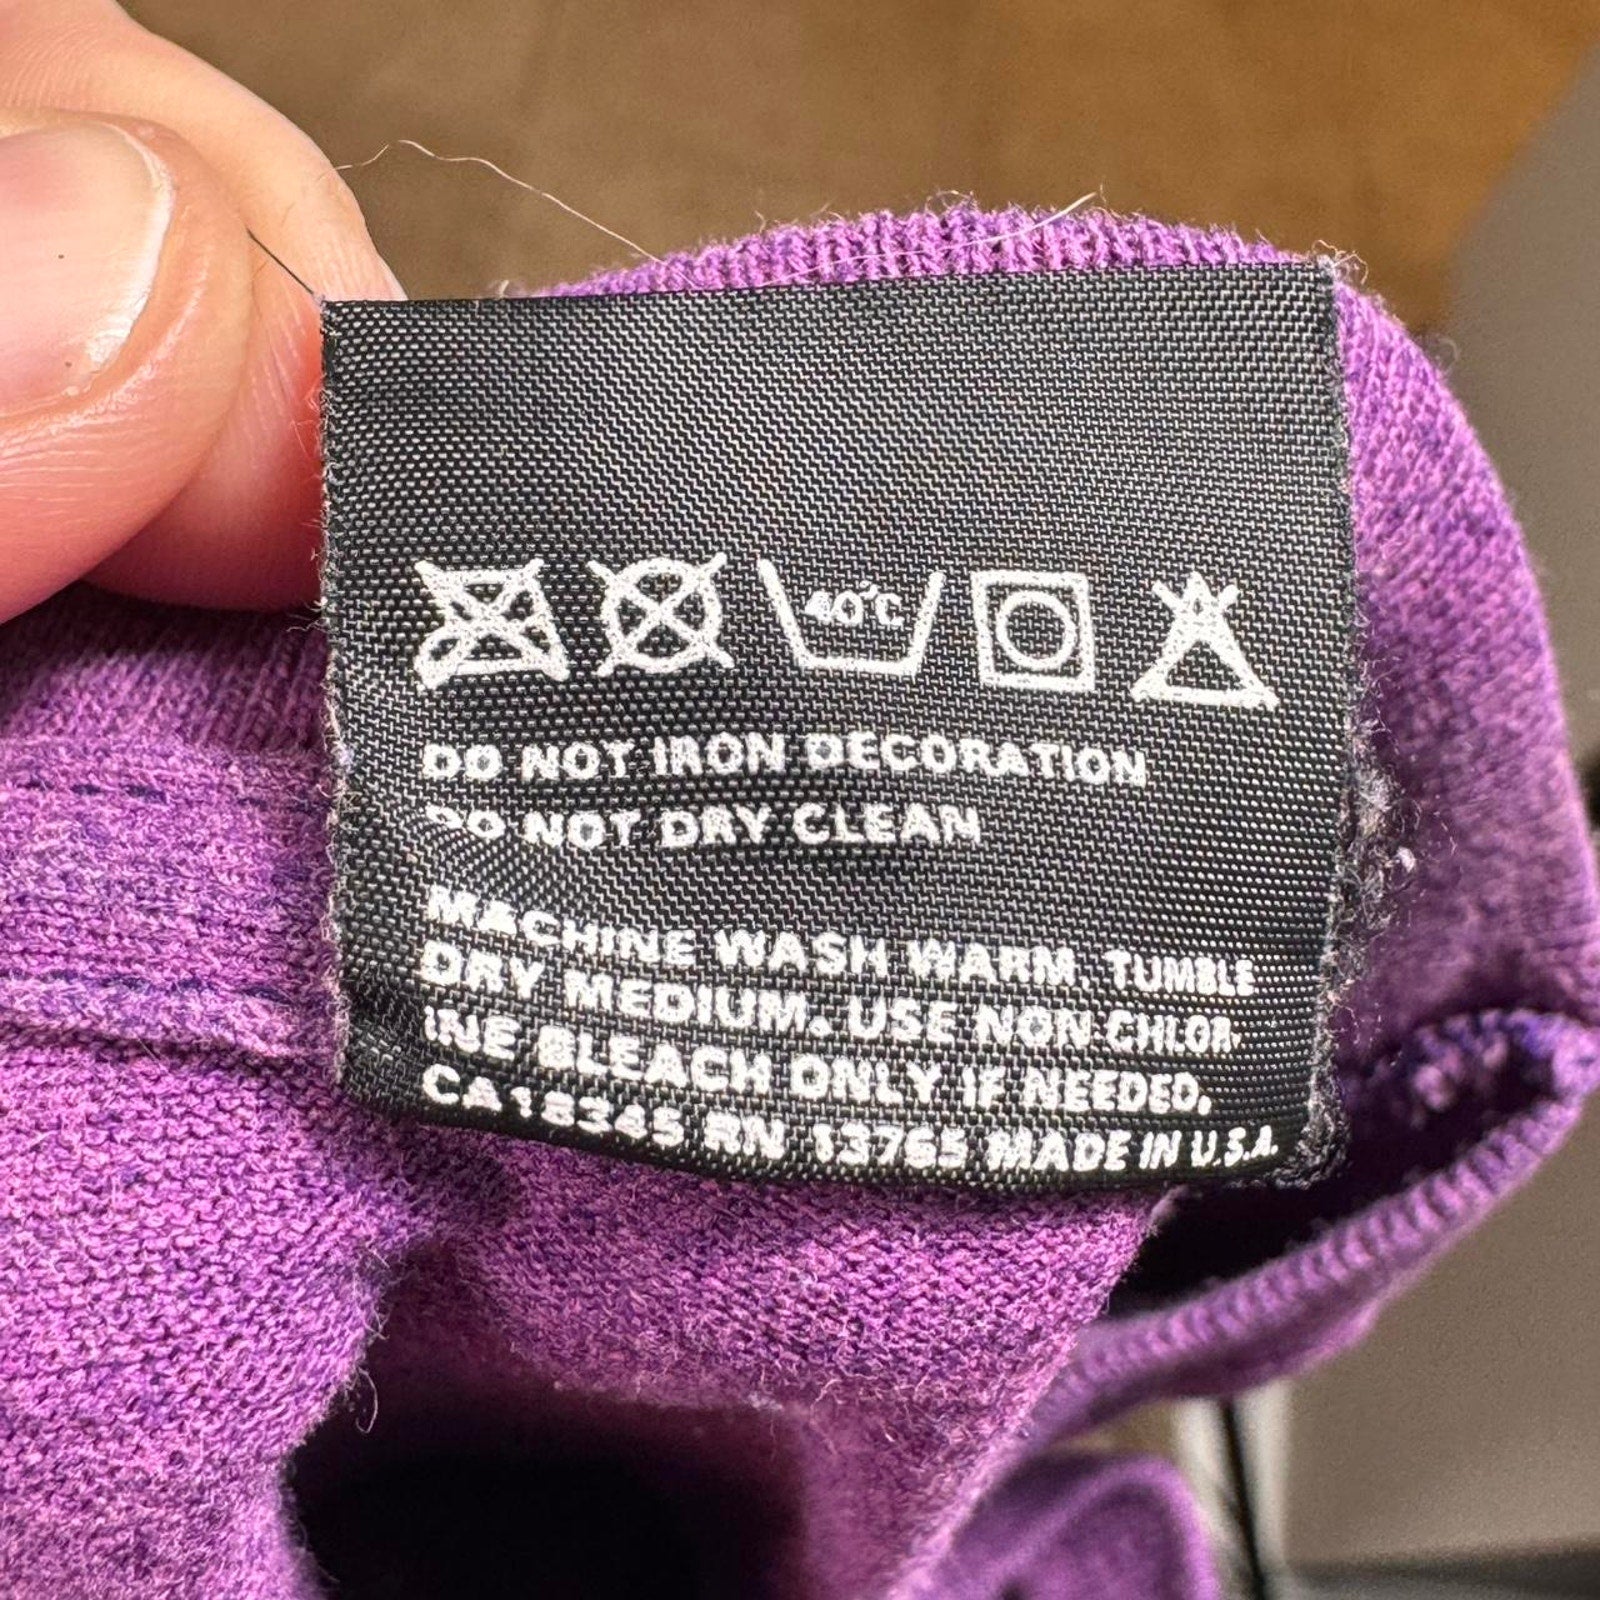 40°C
DO NOT IRON DECORATION
DO NOT DRY CLEAN
MACHINE WASH WARM. TUMBLE
DRY MEDIUM. USE NON-CHLOR-
INE BLEACH ONLY IF NEEDED.
CA18345 RN 13765 MADE IN U.S.A.